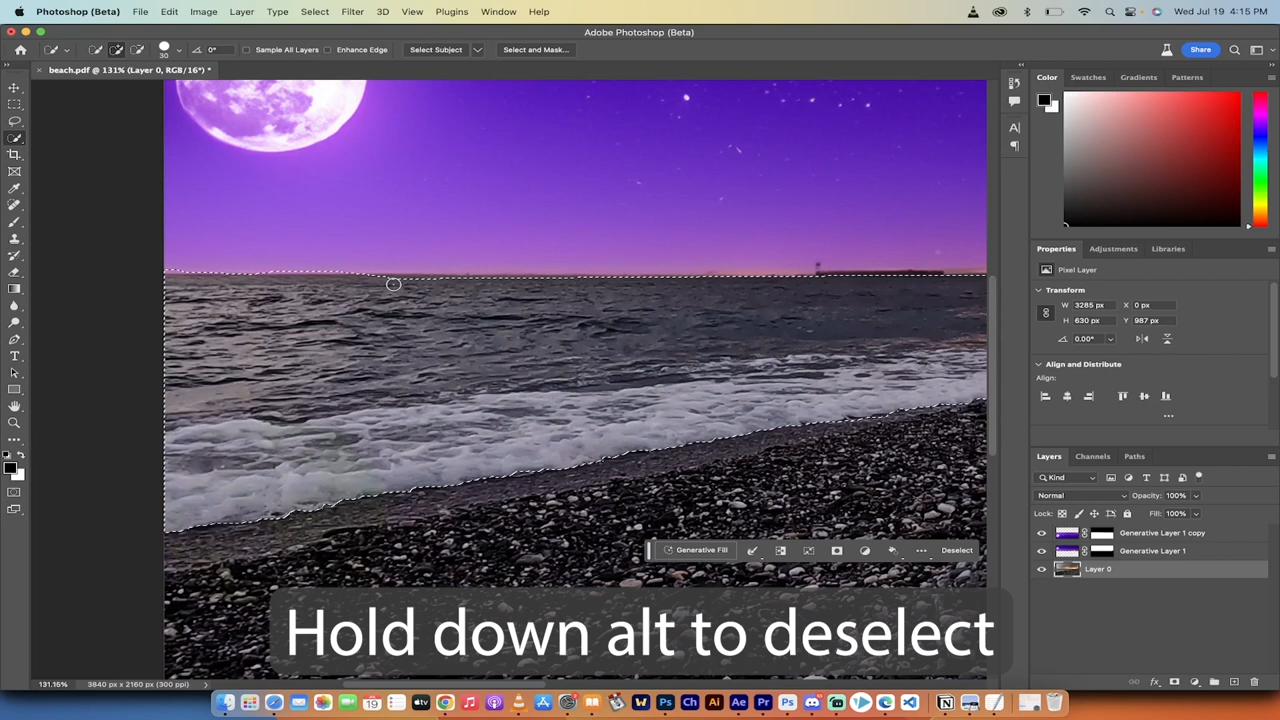 Photoshop (Beta) File Edit Image Layer Type Select Filter 3D View Plugins Window Help Wed Jul 19 4:15 PM
Adobe Photoshop (Beta)
30 0° Sample All Layers Enhance Edge Select Subject Select and Mask... Share
× beach.pdf @ 131% (Layer 0, RGB/16*) *
Color Swatches Gradients Patterns
Properties Adjustments Libraries
Pixel Layer
Transform
W 3285 px X 0 px
H 630 px Y 987 px
0.00°
Align and Distribute
Align:
Layers Channels Paths
Kind
Normal Opacity: 100%
Lock: Fill: 100%
Generative Layer 1 copy
Generative Layer 1
Layer 0
Generative Fill Deselect
Hold down alt to deselect
131.15% 3840 px x 2160 px (300 ppi)